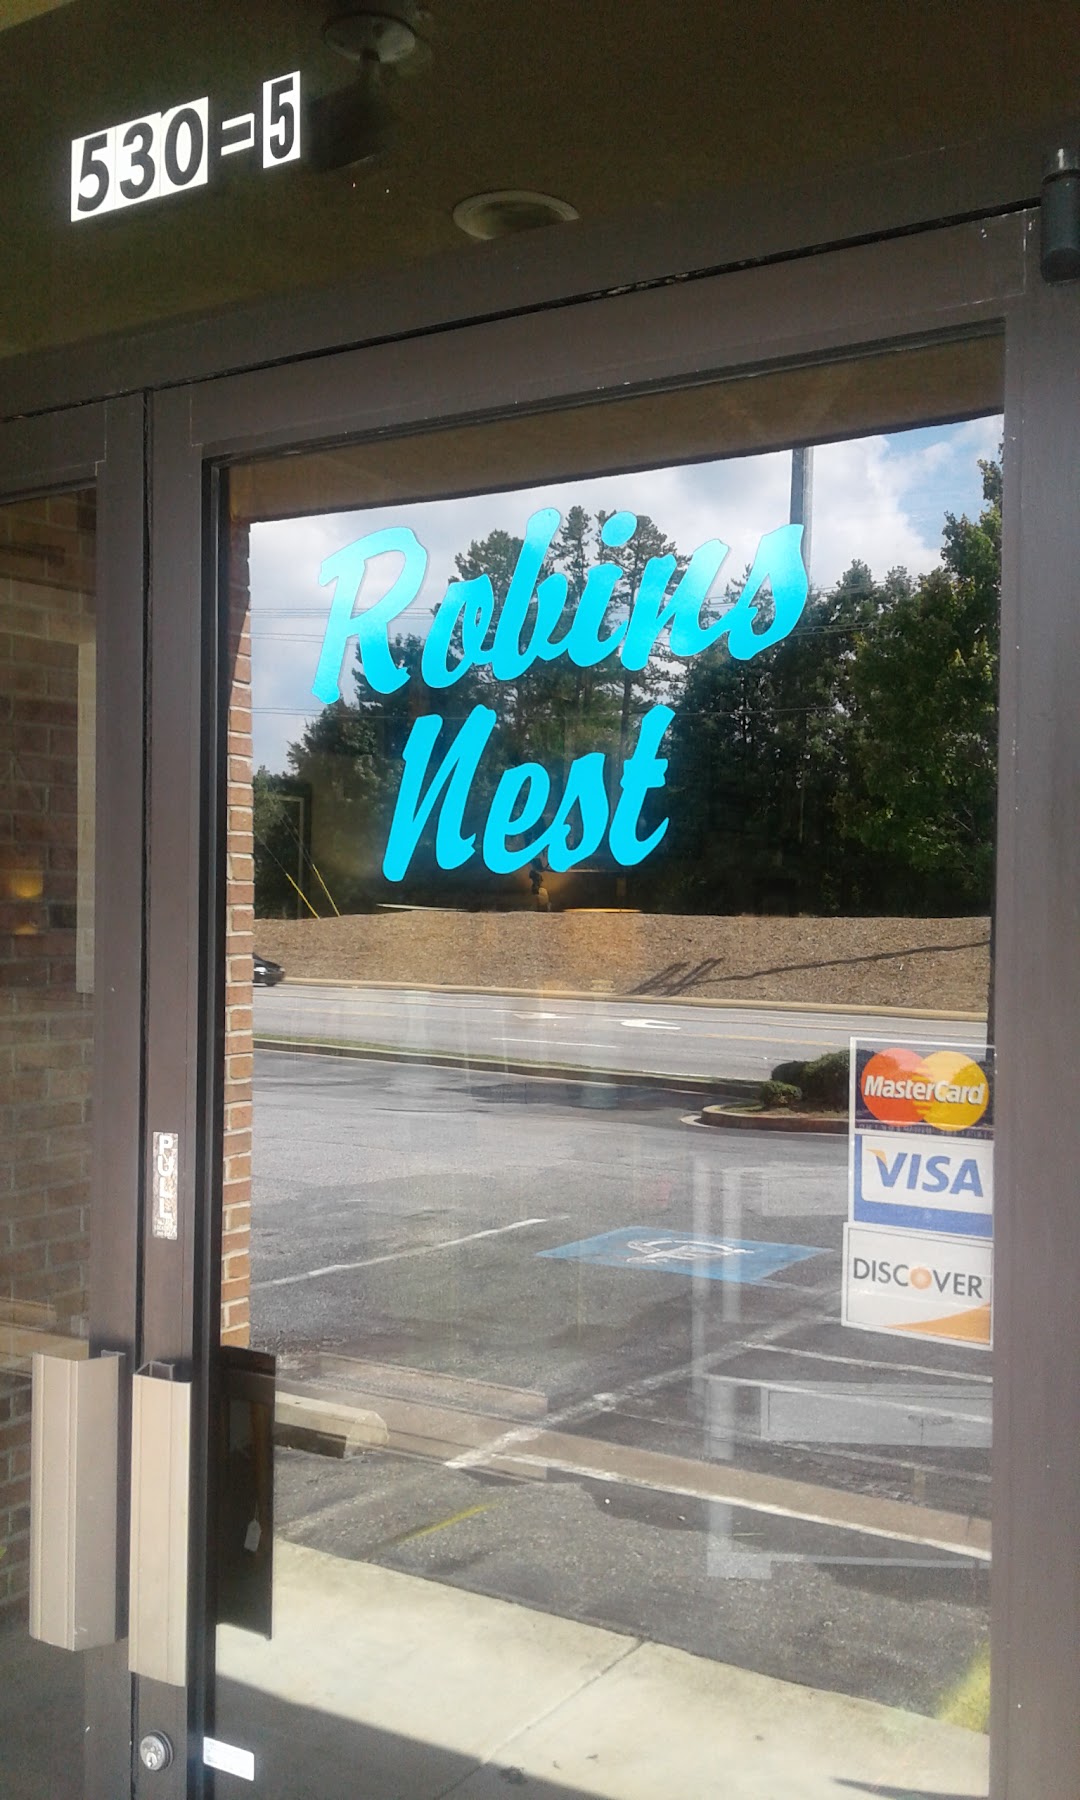 530=5
Robins
Nest
MasterCard
VISA
DISCOVER
PULL